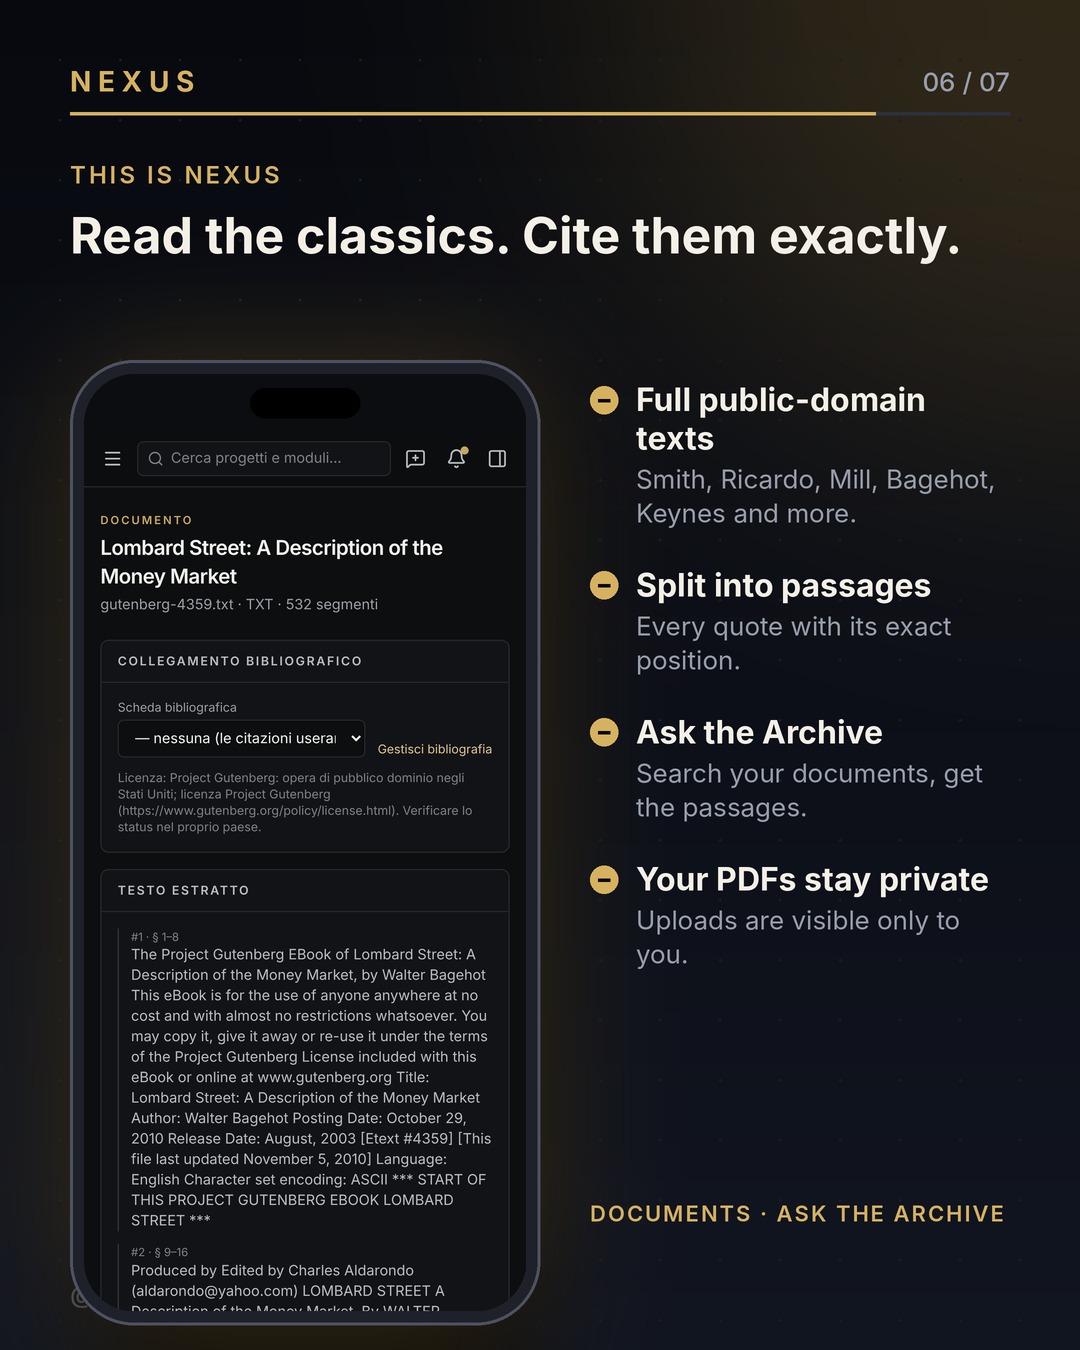 NEXUS
06 / 07
THIS IS NEXUS
Read the classics. Cite them exactly.
Cerca progetti e moduli...
DOCUMENTO
Lombard Street: A Description of the
Money Market
gutenberg-4359.txt · TXT · 532 segmenti
COLLEGAMENTO BIBLIOGRAFICO
Scheda bibliografica
— nessuna (le citazioni
Gestisci bibliografia
Licenza: Project Gutenberg: opera di pubblico dominio negli
Stati Uniti; licenza Project Gutenberg
(https://www.gutenberg.org/policy/license.html). Verificare lo
status nel proprio paese.
TESTO ESTRATTO
#1 · § 1–8
The Project Gutenberg EBook of Lombard Street: A
Description of the Money Market, by Walter Bagehot
This eBook is for the use of anyone anywhere at no
cost and with almost no restrictions whatsoever. You
may copy it, give it away or re-use it under the terms
of the Project Gutenberg License included with this
eBook or online at www.gutenberg.org Title:
Lombard Street: A Description of the Money Market
Author: Walter Bagehot Posting Date: October 29,
2010 Release Date: August, 2003 [Etext #4359] [This
file last updated November 5, 2010] Language:
English Character set encoding: ASCII *** START OF
THIS PROJECT GUTENBERG EBOOK LOMBARD
STREET ***
#2 · § 9–16
Produced by Edited by Charles Aldarondo
(aldarondo@yahoo.com) LOMBARD STREET A
Description of the Money Market. By WALTER
Full public-domain
texts
Smith, Ricardo, Mill, Bagehot,
Keynes and more.
Split into passages
Every quote with its exact
position.
Ask the Archive
Search your documents, get
the passages.
Your PDFs stay private
Uploads are visible only to
you.
DOCUMENTS · ASK THE ARCHIVE